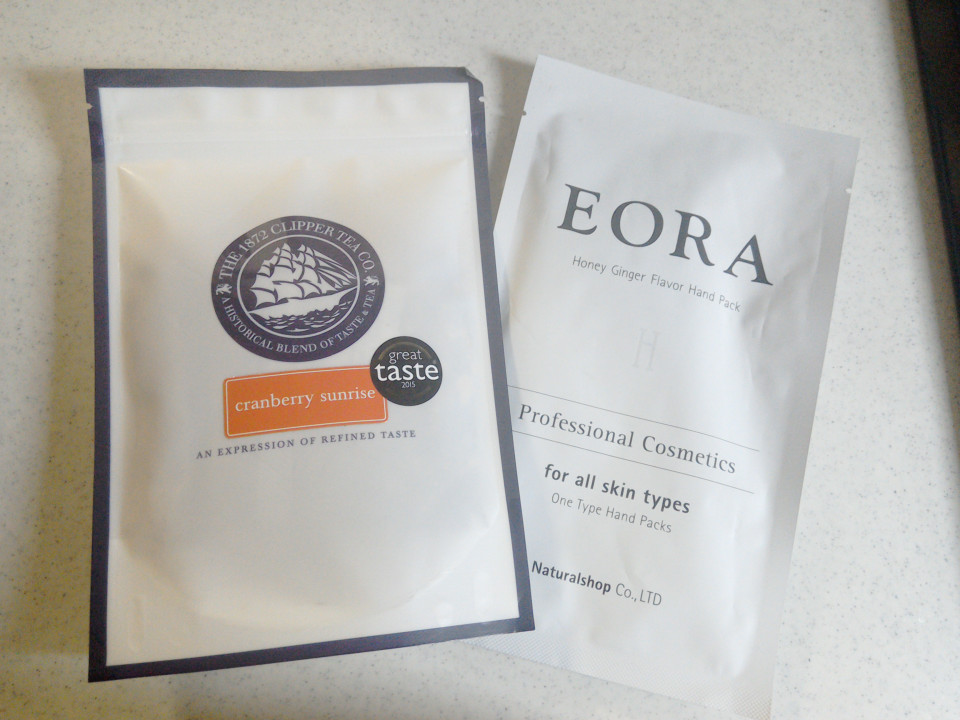 THE 1872 CLIPPER TEA CO.
A HISTORICAL BLEND OF TASTE & TEA
great
taste
2015
cranberry sunrise
AN EXPRESSION OF REFINED TASTE
EORA
Honey Ginger Flavor Hand Pack
H
Professional Cosmetics
for all skin types
One Type Hand Packs
Naturalshop Co.,LTD